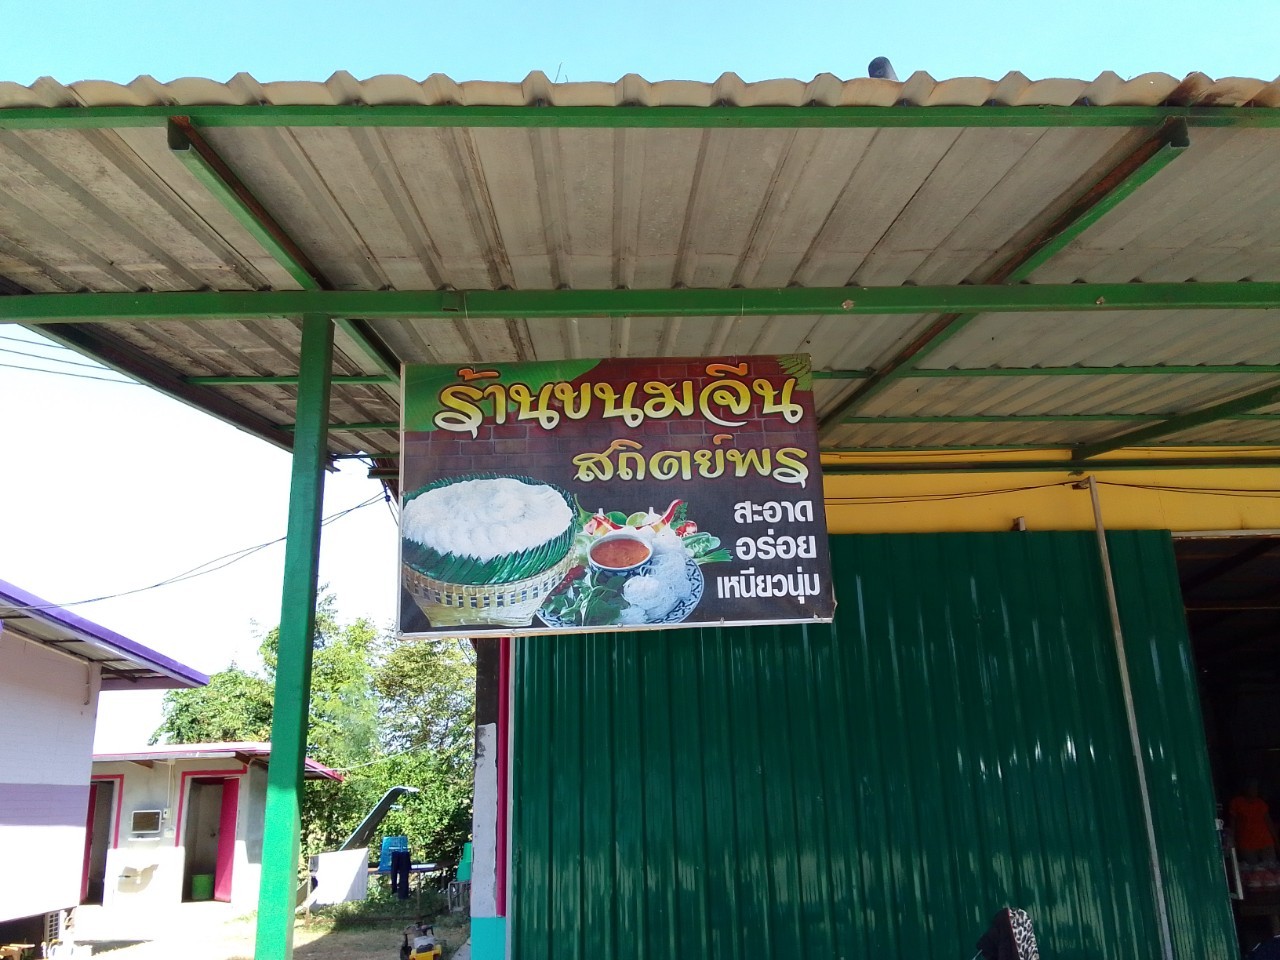 ร้านขนมจีน
สถิตย์พร
สะอาด
อร่อย
เหนียวนุ่ม